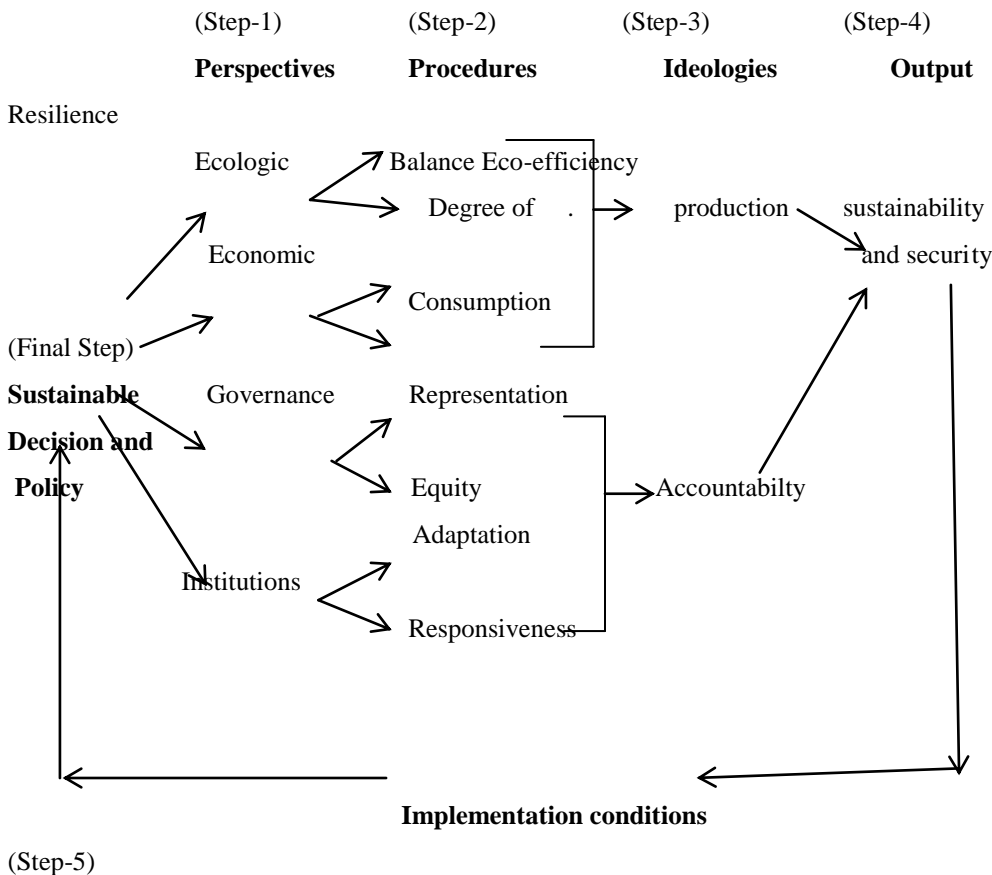 (Step-1) (Step-2) (Step-3) (Step-4)
Perspectives Procedures Ideologies Output
Resilience
Ecologic Balance Eco-efficiency
Degree of . production sustainability
Economic and security
Consumption
(Final Step)
Sustainable Governance Representation
Decision and
Policy Equity Accountabilty
Adaptation
Institutions
Responsiveness
Implementation conditions
(Step-5)